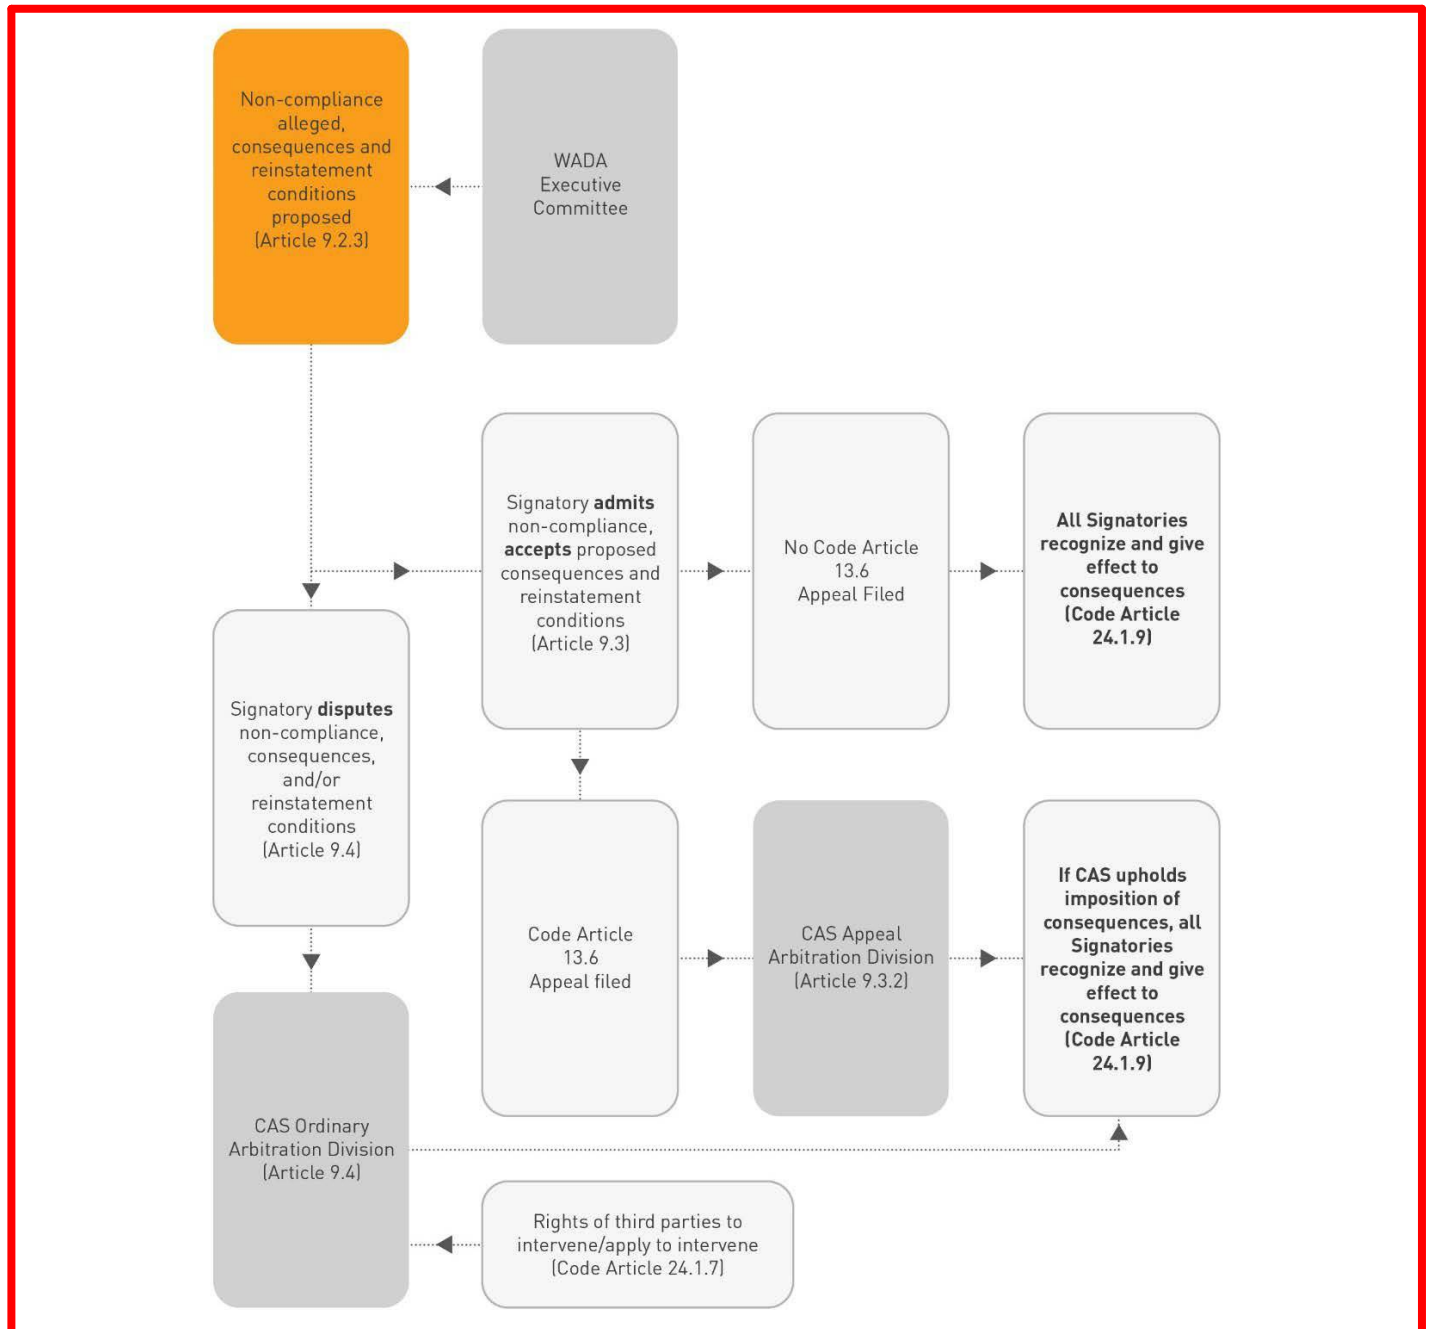 Non-compliance
alleged,
consequences and
reinstatement
conditions
proposed
(Article 9.2.3)
WADA
Executive
Committee
Signatory admits
non-compliance,
accepts proposed
consequences and
reinstatement
conditions
(Article 9.3)
No Code Article
13.6
Appeal Filed
All Signatories
recognize and give
effect to
consequences
(Code Article
24.1.9)
Signatory disputes
non-compliance,
consequences,
and/or
reinstatement
conditions
(Article 9.4)
Code Article
13.6
Appeal filed
CAS Appeal
Arbitration Division
(Article 9.3.2)
If CAS upholds
imposition of
consequences, all
Signatories
recognize and give
effect to
consequences
(Code Article
24.1.9)
CAS Ordinary
Arbitration Division
(Article 9.4)
Rights of third parties to
intervene/apply to intervene
(Code Article 24.1.7)